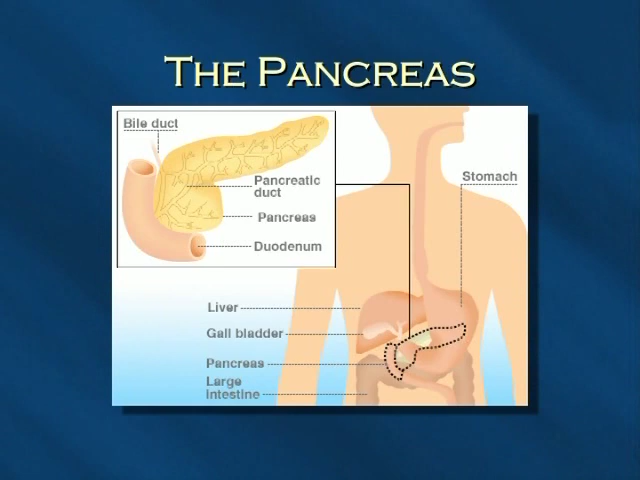 The Pancreas
Bile duct
Pancreatic
duct
Pancreas
Duodenum
Stomach
Liver
Gall bladder
Pancreas
Large
Intestine